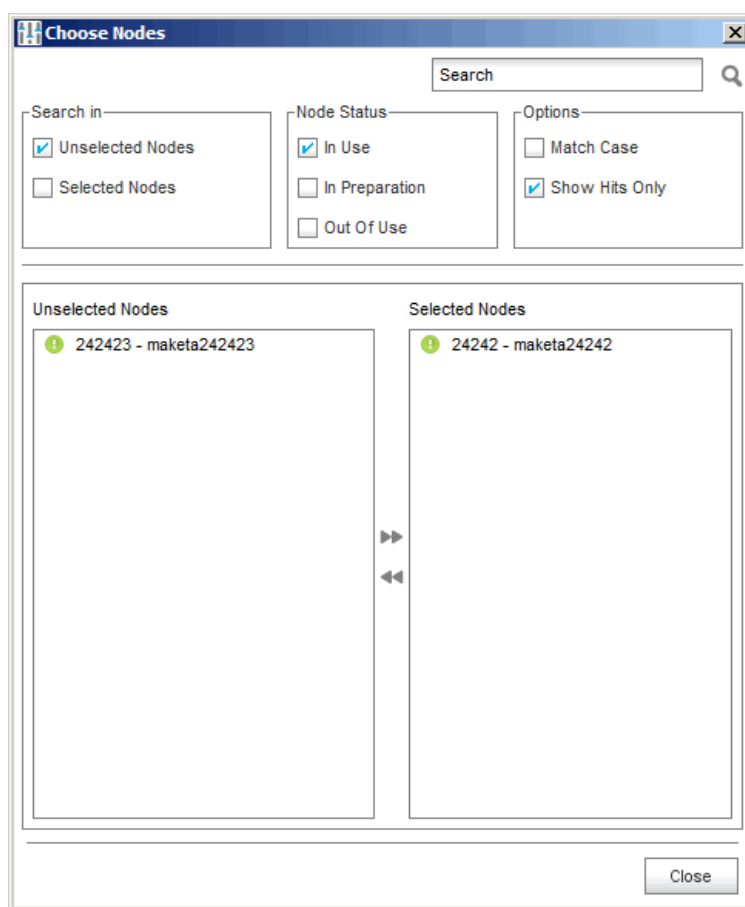 Choose Nodes
Search
Search in
Unselected Nodes
Selected Nodes
Node Status
In Use
In Preparation
Out Of Use
Options
Match Case
Show Hits Only
Unselected Nodes
242423 - maketa242423
Selected Nodes
24242 - maketa24242
Close